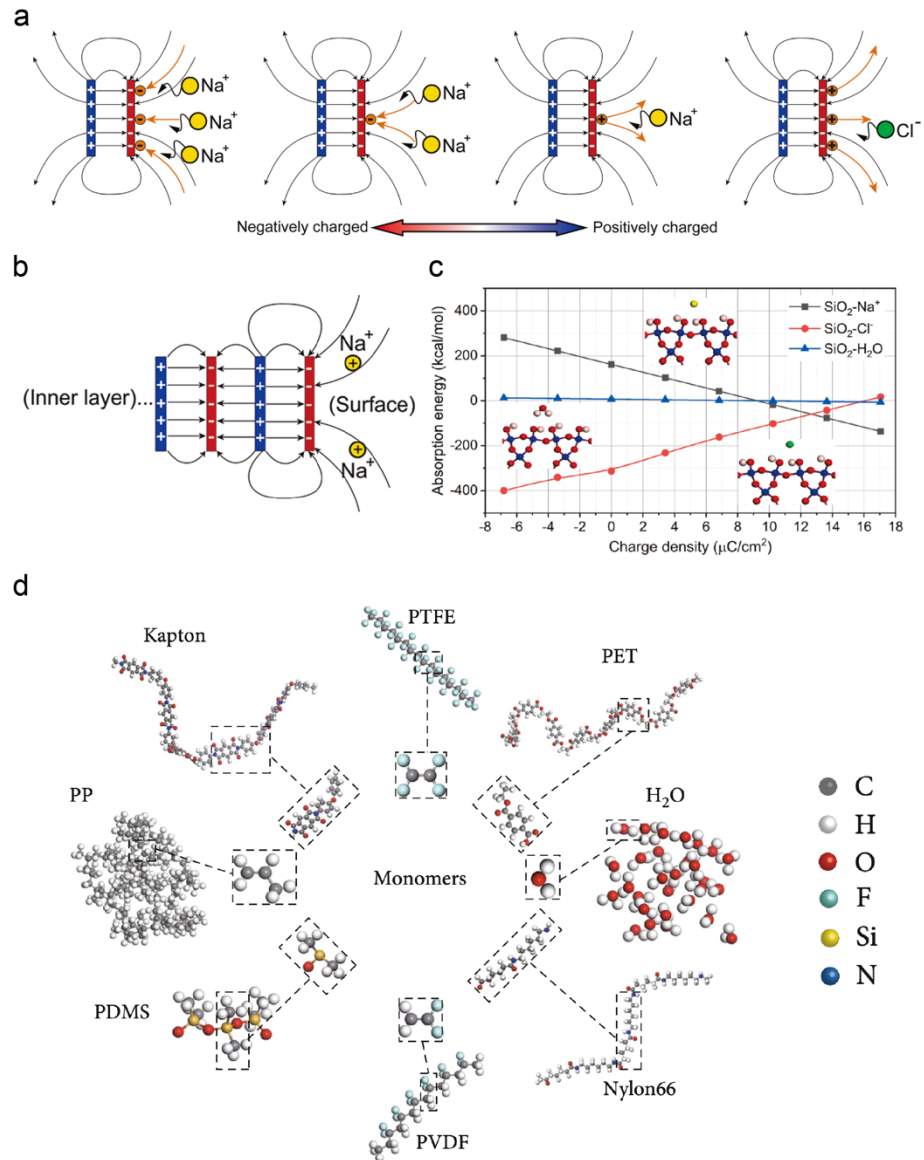 a
Na⁺
Na⁺
Na⁺
Na⁺
Na⁺
Na⁺
Cl⁻
Negatively charged
Positively charged
b
(Inner layer)...
Na⁺
(Surface)
Na⁺
c
Absorption energy (kcal/mol)
400
200
0
-200
-400
SiO₂-Na⁺
SiO₂-Cl⁻
SiO₂-H₂O
-8 -6 -4 -2 0 2 4 6 8 10 12 14 16 18
Charge density (μC/cm²)
d
Kapton
PTFE
PET
PP
H₂O
Monomers
PDMS
PVDF
Nylon66
C
H
O
F
Si
N